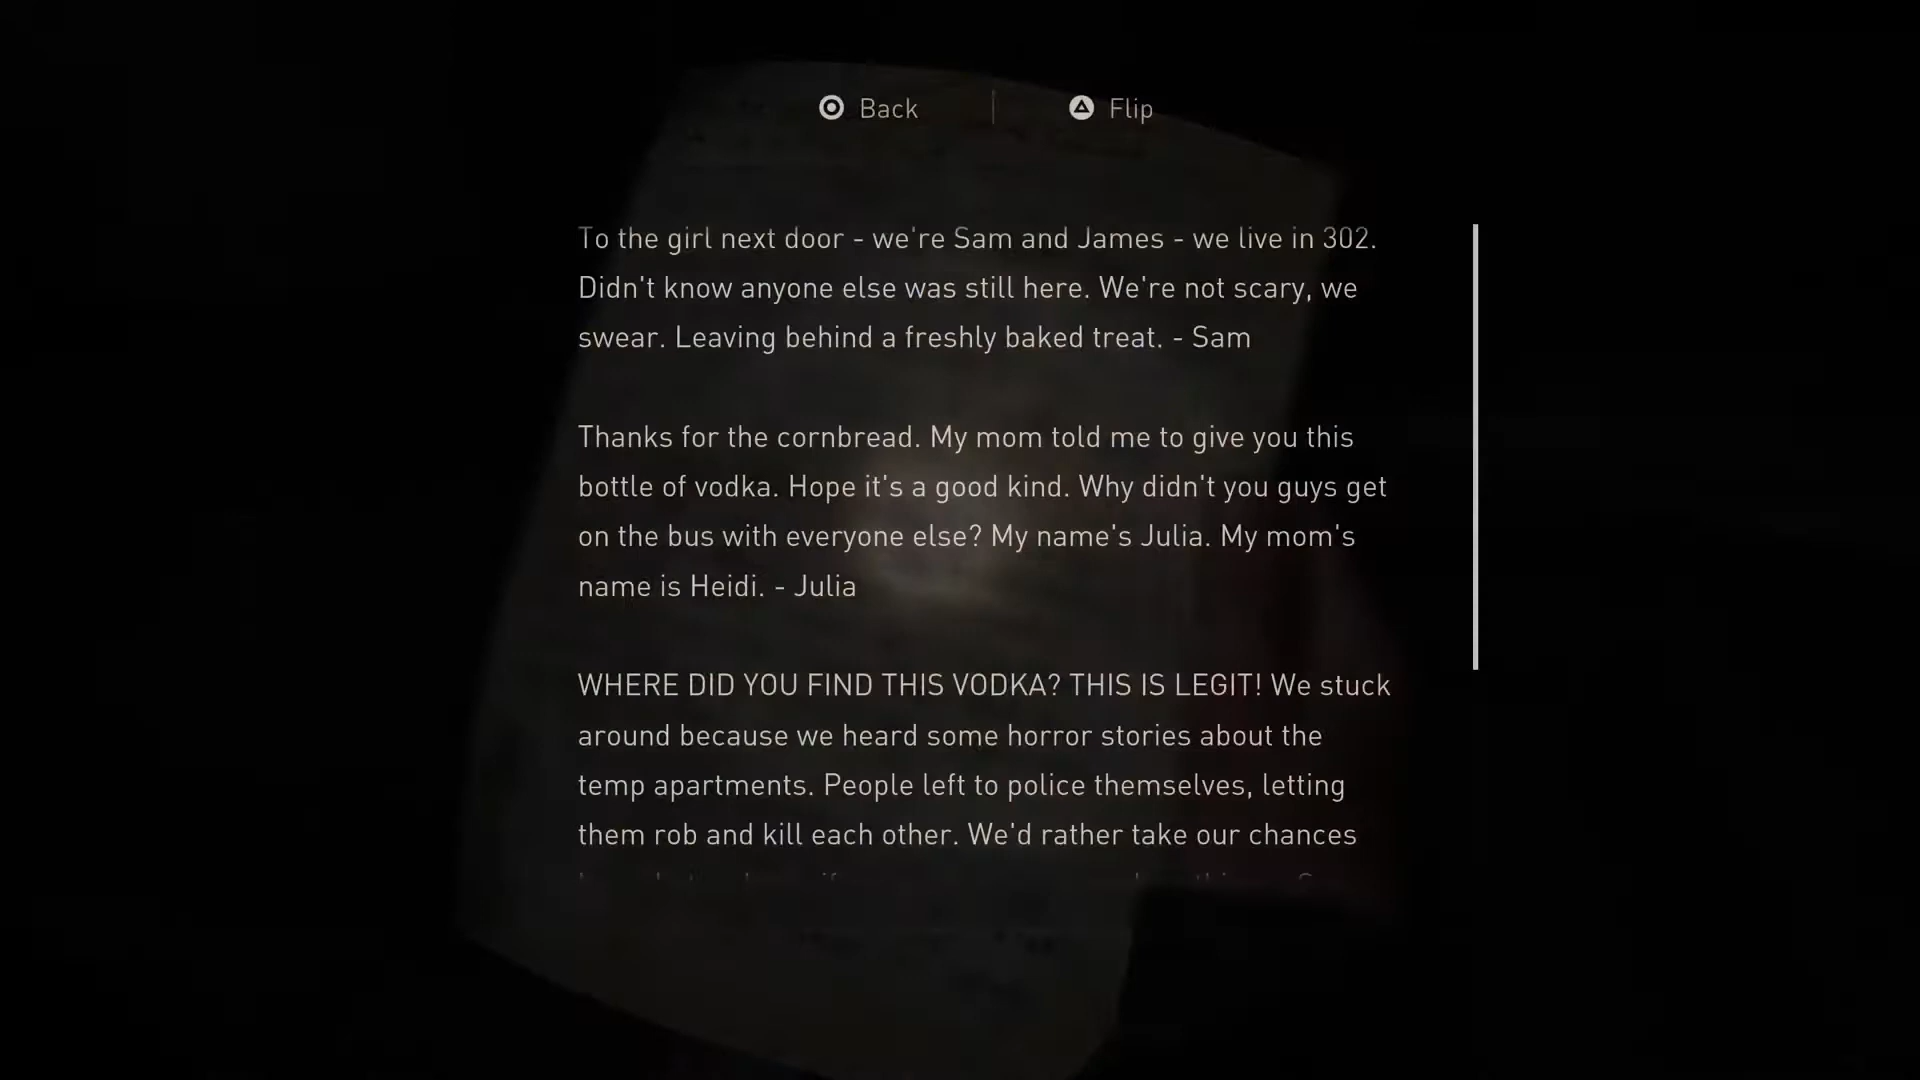 Back
Flip
To the girl next door - we're Sam and James - we live in 302.
Didn't know anyone else was still here. We're not scary, we
swear. Leaving behind a freshly baked treat. - Sam
Thanks for the cornbread. My mom told me to give you this
bottle of vodka. Hope it's a good kind. Why didn't you guys get
on the bus with everyone else? My name's Julia. My mom's
name is Heidi. - Julia
WHERE DID YOU FIND THIS VODKA? THIS IS LEGIT! We stuck
around because we heard some horror stories about the
temp apartments. People left to police themselves, letting
them rob and kill each other. We'd rather take our chances